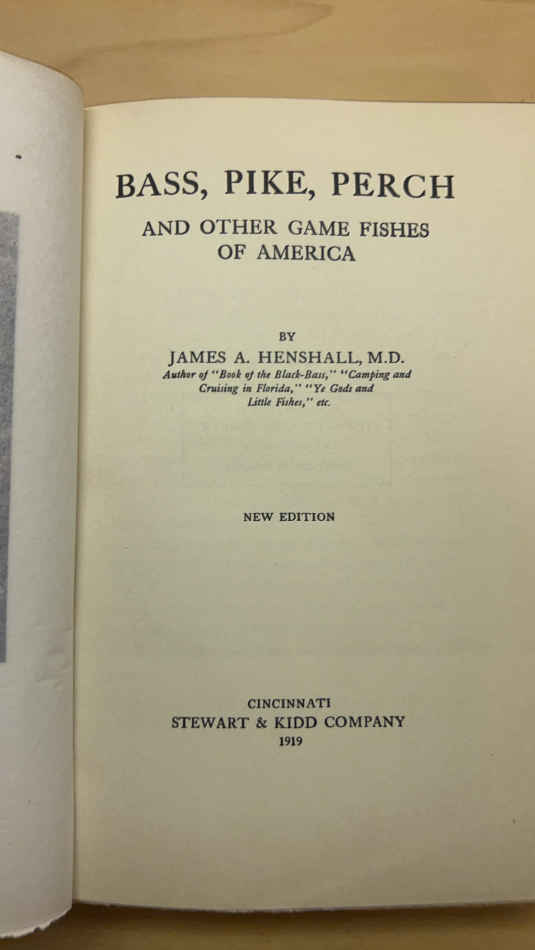 BASS, PIKE, PERCH
AND OTHER GAME FISHES
OF AMERICA
BY
JAMES A. HENSHALL, M.D.
Author of "Book of the Black-Bass," "Camping and
Cruising in Florida," "Ye Gods and
Little Fishes," etc.
NEW EDITION
CINCINNATI
STEWART & KIDD COMPANY
1919